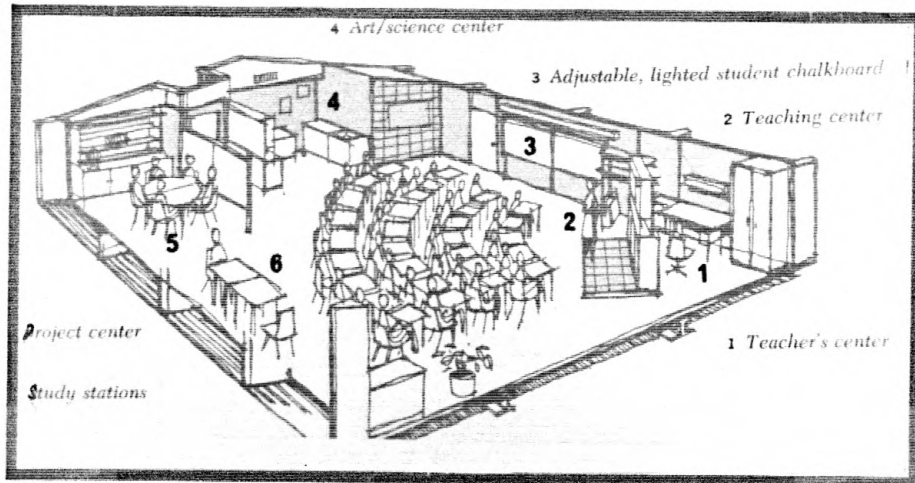 4 Art/science center
3 Adjustable, lighted student chalkboard
2 Teaching center
4
3
2
5
6
1
Project center
1 Teacher's center
Study stations